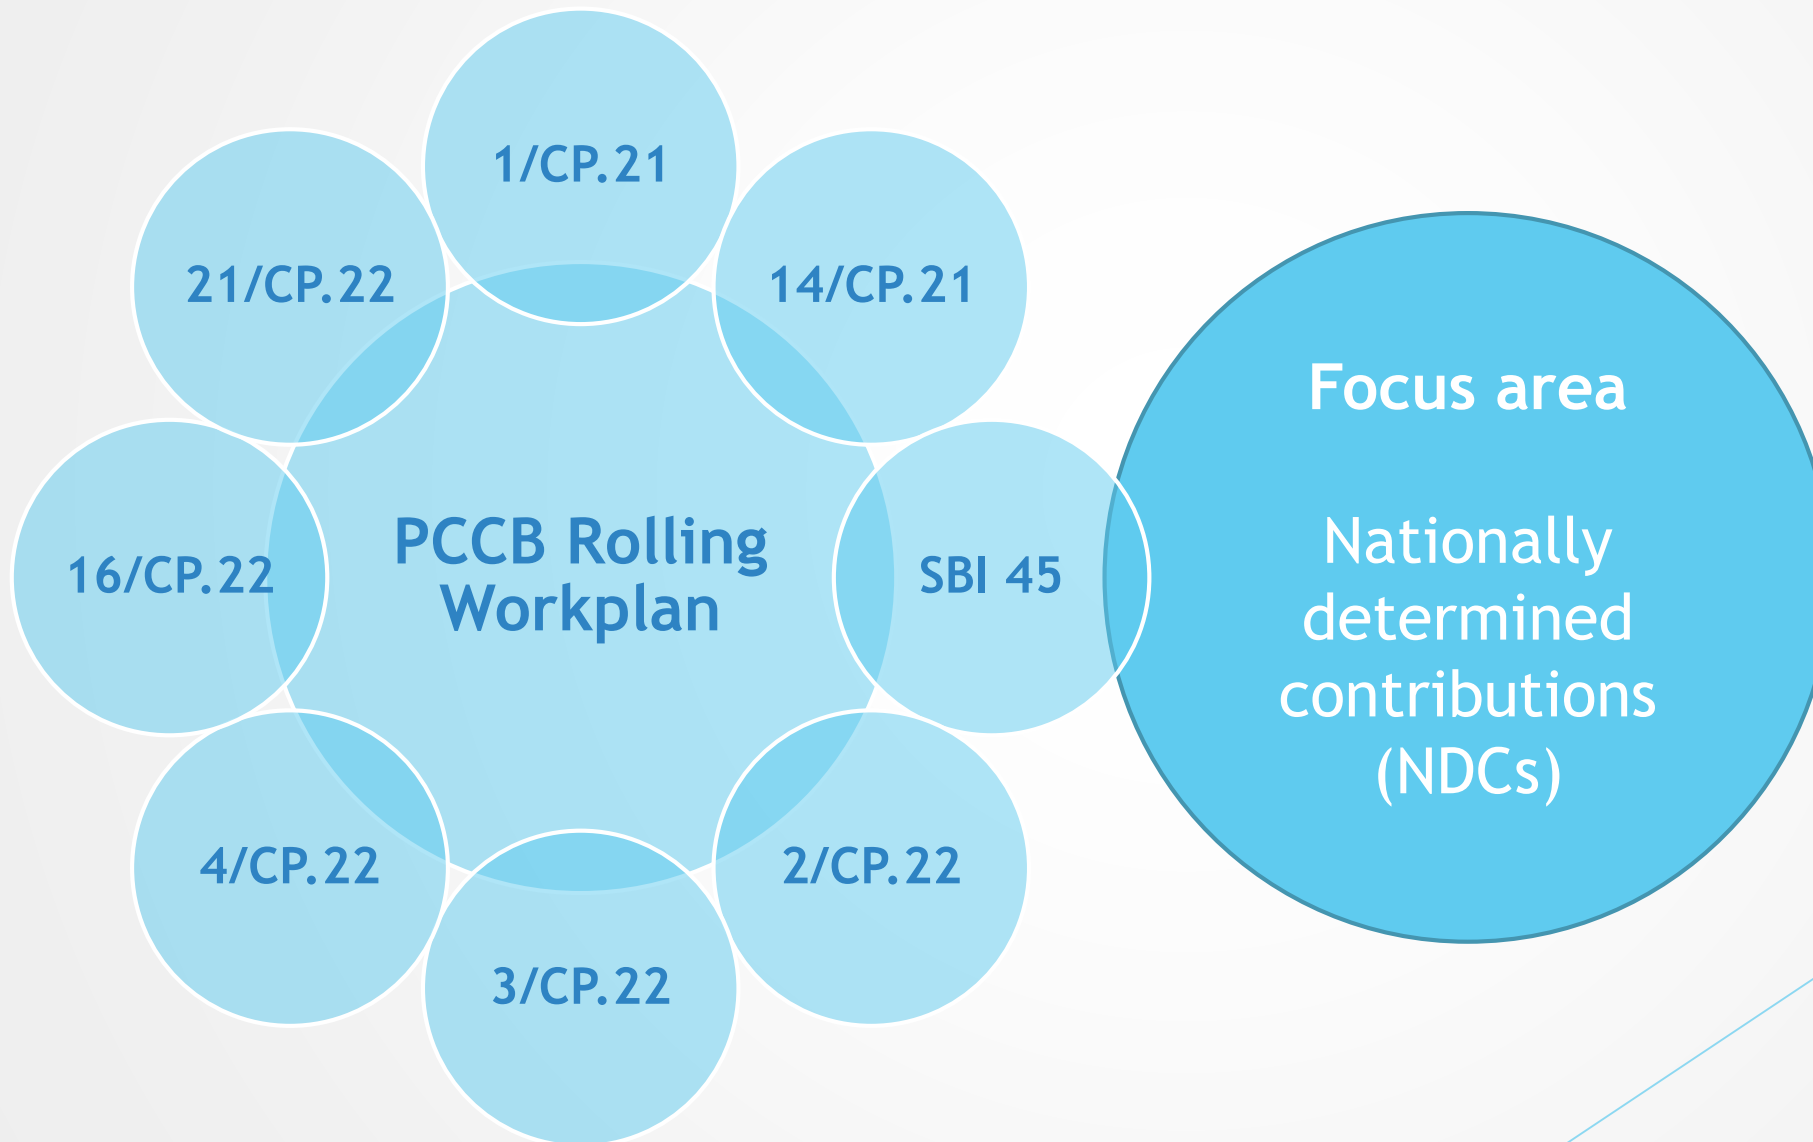 1/CP.21
21/CP.22
14/CP.21
Focus area
PCCB Rolling
Workplan
16/CP.22
SBI 45
Nationally
determined
contributions
(NDCs)
4/CP.22
2/CP.22
3/CP.22